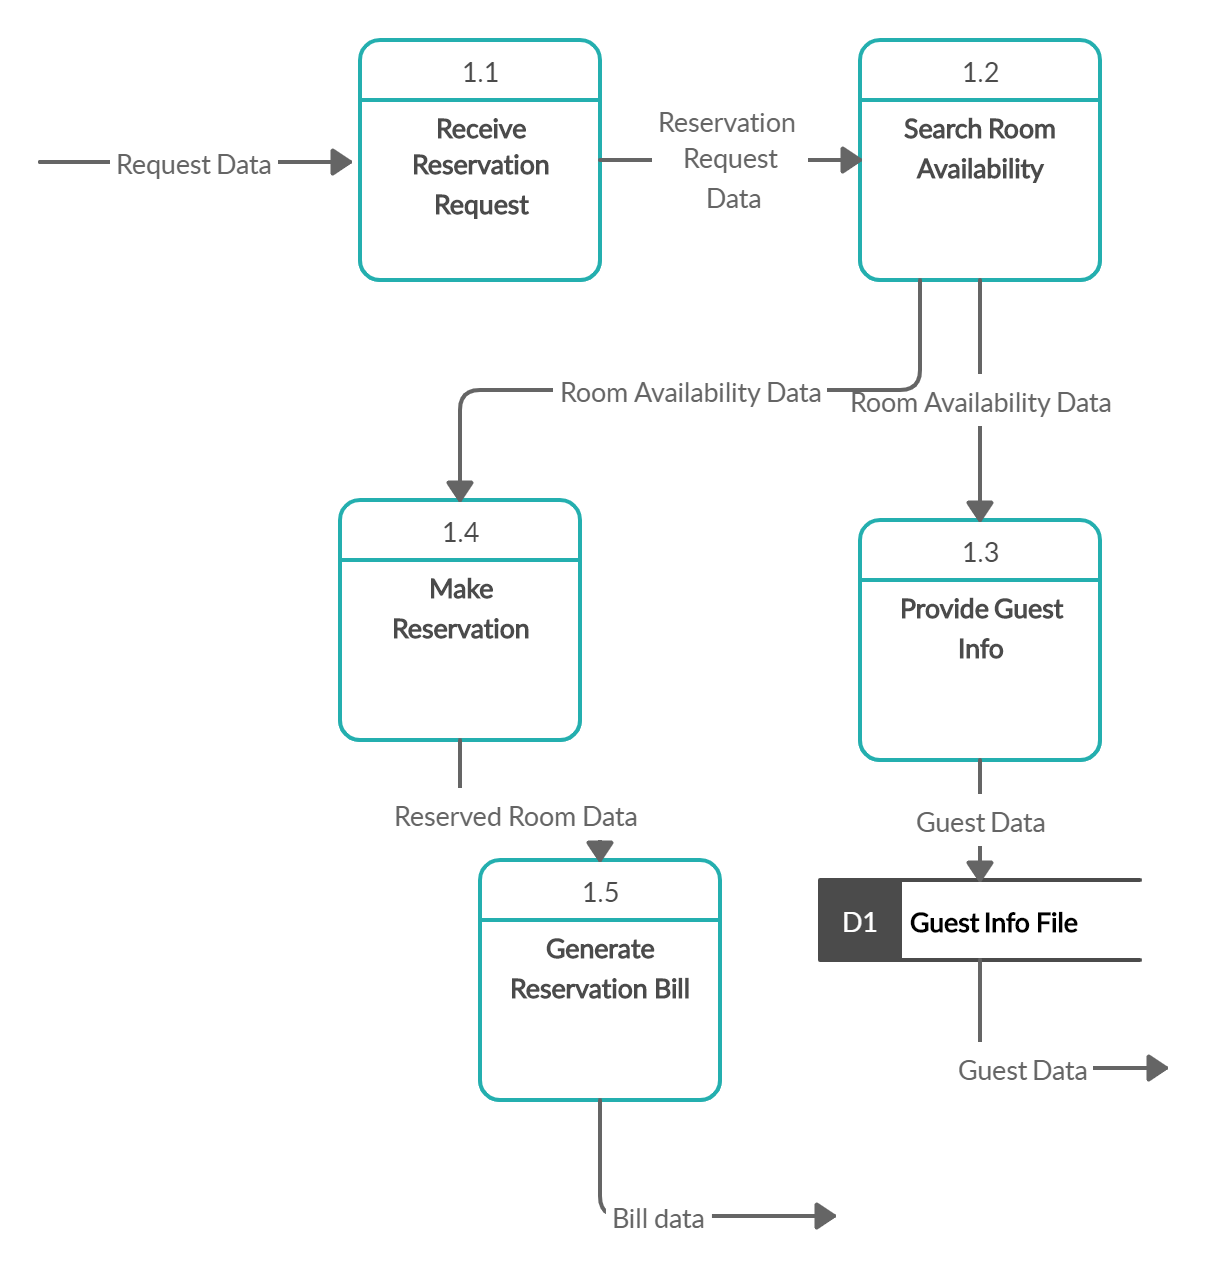 1.1
Receive
Reservation
Request
Request Data
Reservation
Request
Data
1.2
Search Room
Availability
Room Availability Data
Room Availability Data
1.4
Make
Reservation
1.3
Provide Guest
Info
Reserved Room Data
Guest Data
1.5
Generate
Reservation Bill
D1
Guest Info File
Guest Data
Bill data